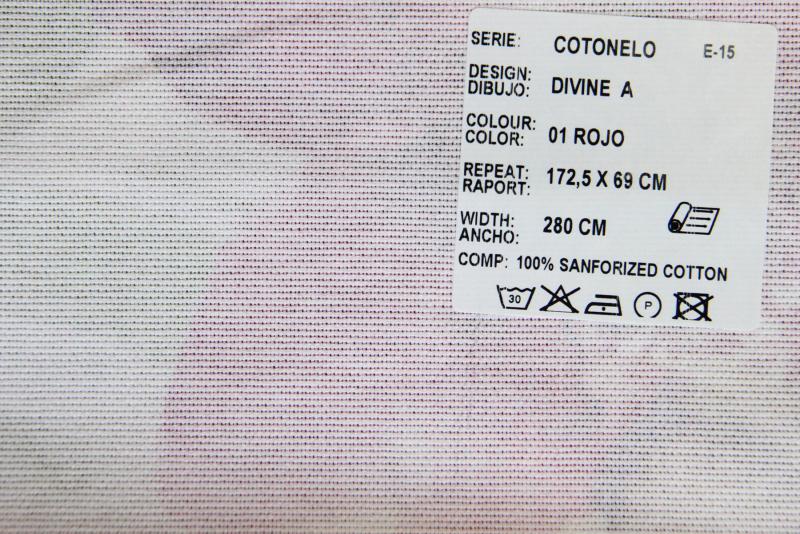 SERIE: COTONELO E-15
DESIGN:
DIBUJO: DIVINE A
COLOUR:
COLOR: 01 ROJO
REPEAT:
RAPORT: 172,5 X 69 CM
WIDTH:
ANCHO: 280 CM
COMP: 100% SANFORIZED COTTON
30 P